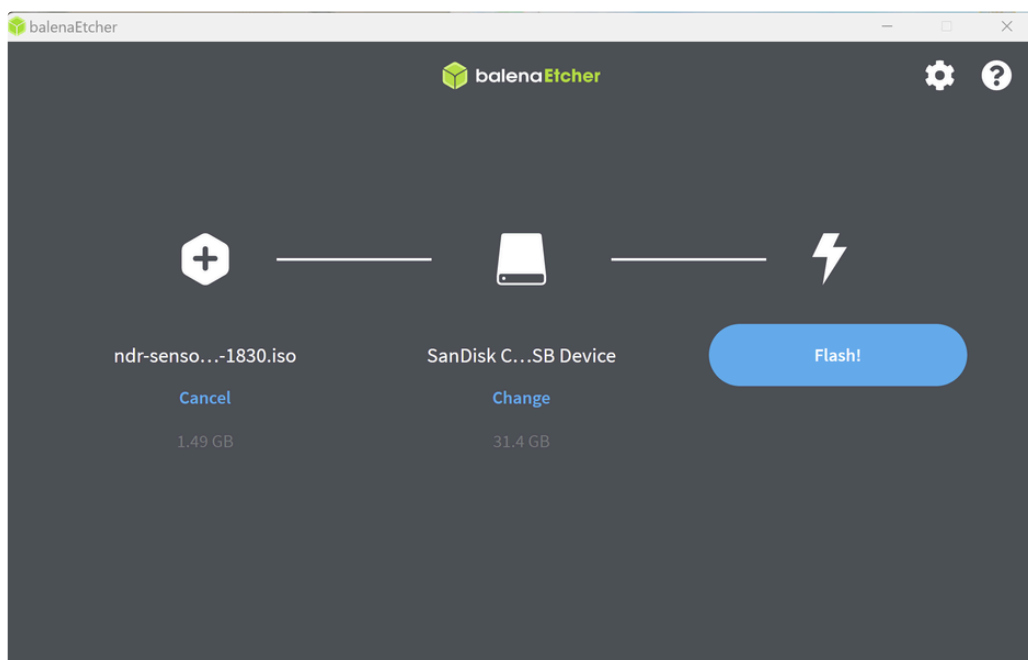 balenaEtcher
balenaEtcher
ndr-senso...-1830.iso
SanDisk C...SB Device
Flash!
Cancel
Change
1.49 GB
31.4 GB